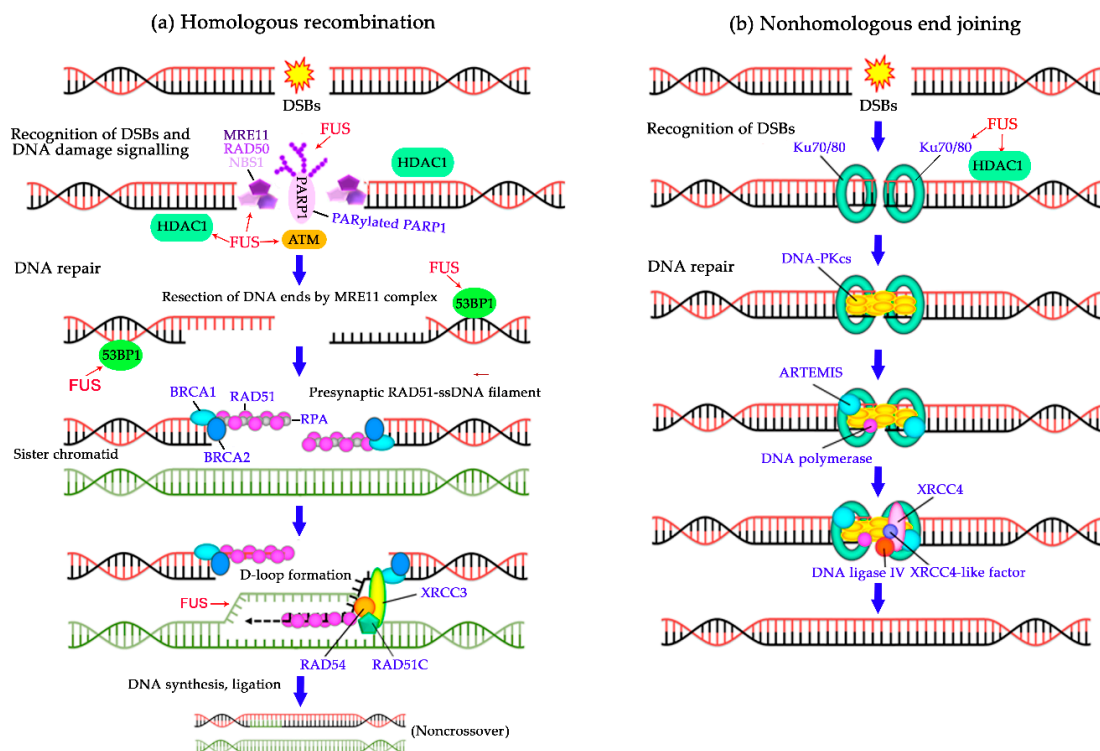 (a) Homologous recombination
DSBs
Recognition of DSBs and
DNA damage signalling
MRE11
RAD50
NBS1
FUS
HDAC1
PARP1
PARylated PARP1
HDAC1
FUS
ATM
DNA repair
Resection of DNA ends by MRE11 complex
FUS
53BP1
53BP1
FUS
BRCA1
RAD51
Presynaptic RAD51-ssDNA filament
RPA
BRCA2
Sister chromatid
D-loop formation
FUS
XRCC3
RAD54
RAD51C
DNA synthesis, ligation
(Noncrossover)
(b) Nonhomologous end joining
DSBs
Recognition of DSBs
FUS
Ku70/80
Ku70/80
HDAC1
DNA repair
DNA-PKcs
ARTEMIS
DNA polymerase
XRCC4
DNA ligase IV
XRCC4-like factor